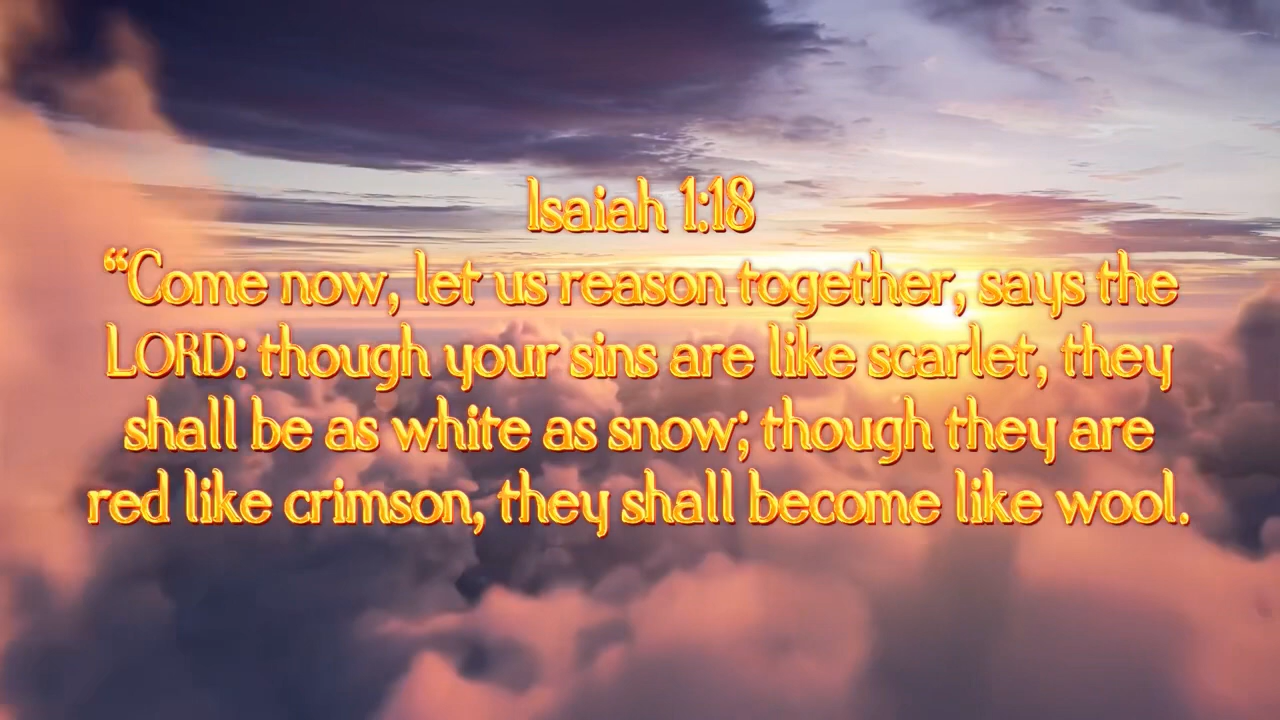 Isaiah 1:18
“Come now, let us reason together, says the
LORD: though your sins are like scarlet, they
shall be as white as snow; though they are
red like crimson, they shall become like wool.